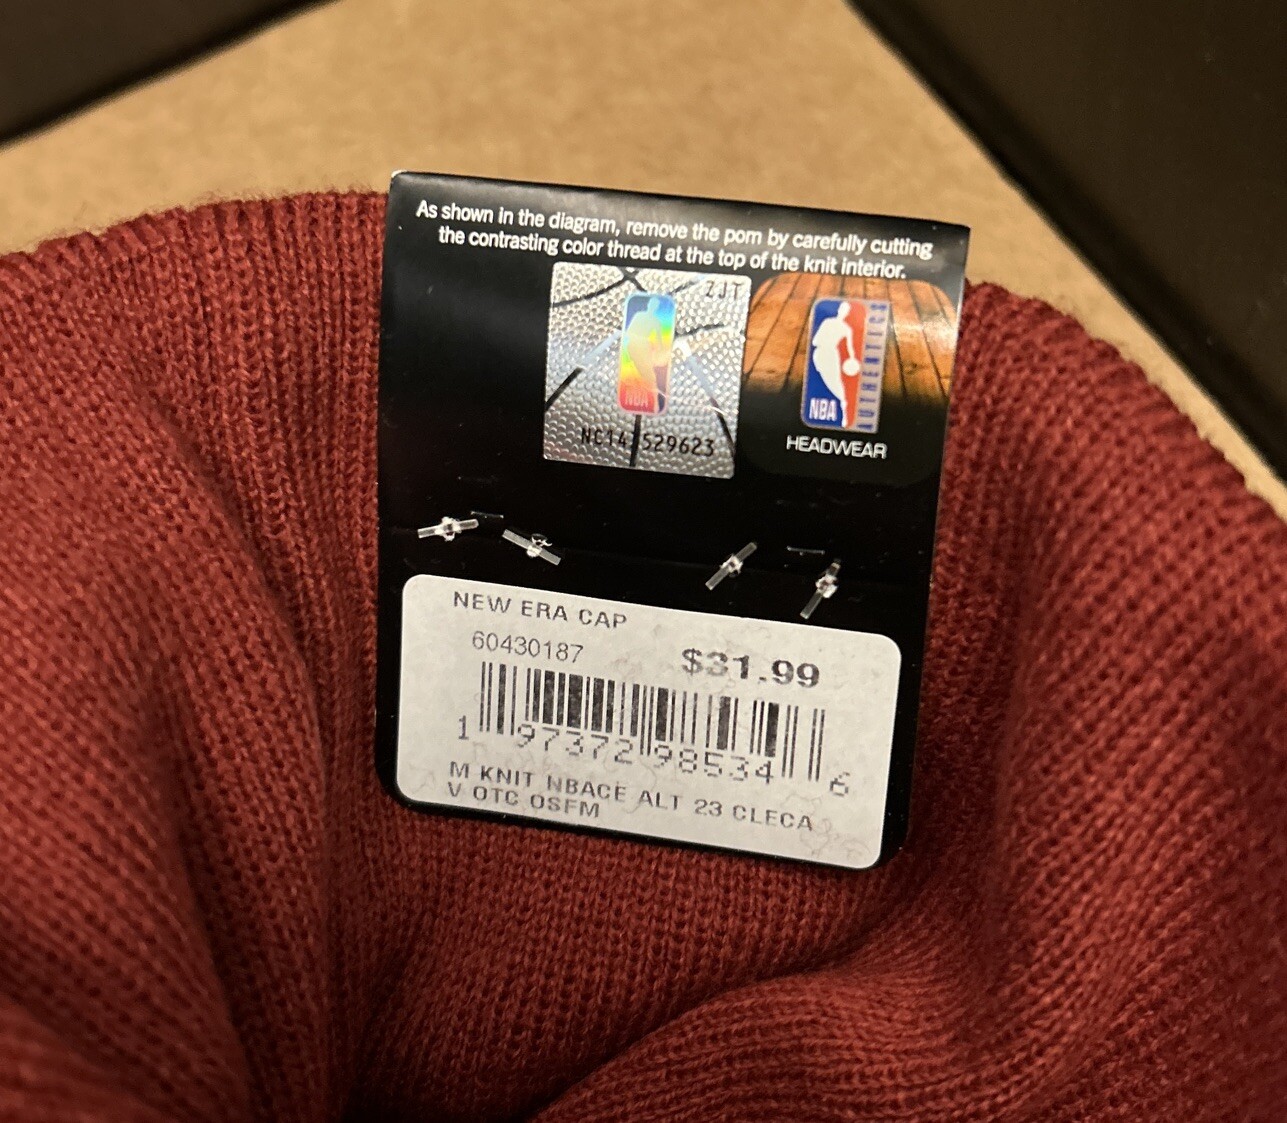 As shown in the diagram, remove the pom by carefully cutting
the contrasting color thread at the top of the knit interior.
ZJT
NBA
NC14 529623
NBA
AUTHENTICS
HEADWEAR
NEW ERA CAP
60430187
$31.99
1 97372 98534 6
M KNIT NBACE ALT 23 CLECA
V OTC OSFM